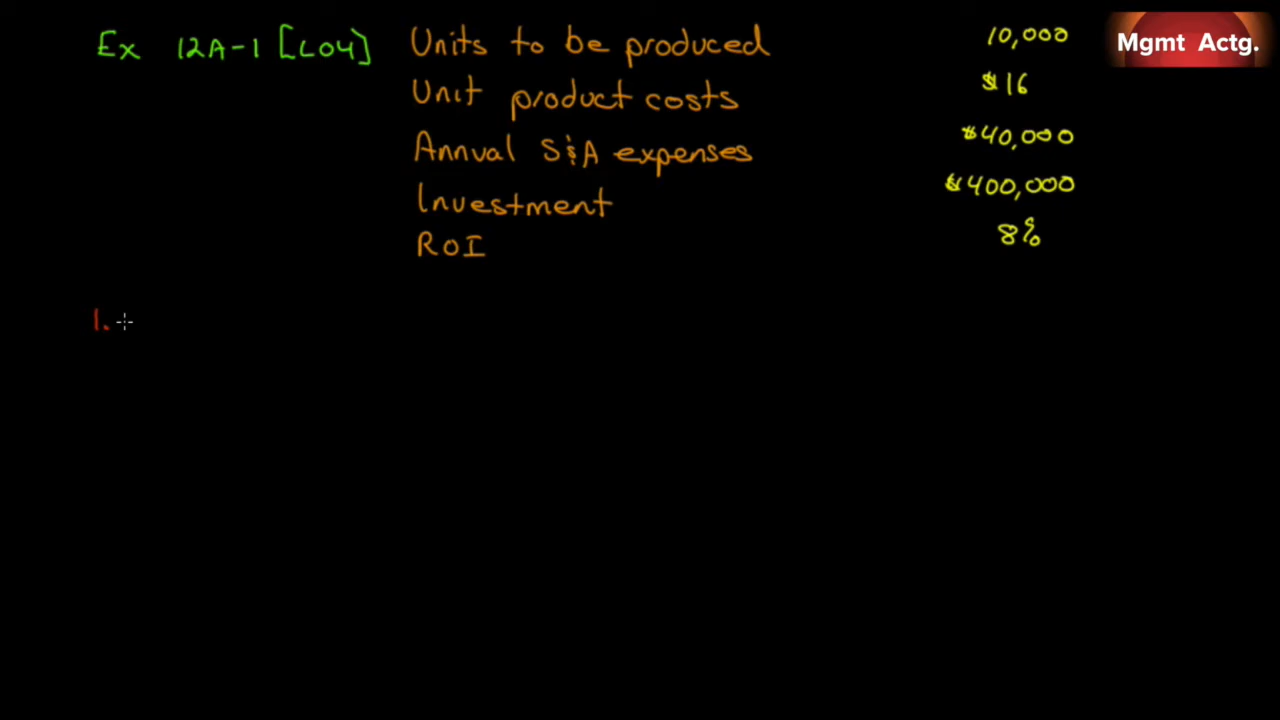 Ex 12A-1 [LO4] Units to be produced 10,000
Mgmt Actg.
Unit product costs $16
Annual S&A expenses $40,000
Investment $400,000
ROI 8%
1.